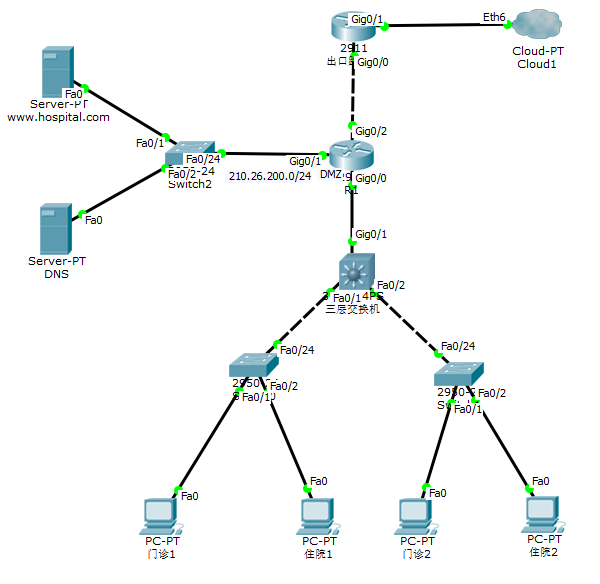 Gig0/1
Eth6
2911
出口
Gig0/0
Cloud-PT
Cloud1
Server-PT
Fa0
www.hospital.com
Fa0/1
Gig0/2
Fa0/24
Gig0/1
Fa0/2
Switch2
210.26.200.0/24
DMZ
Gig0/0
R1
Fa0
Server-PT
DNS
Gig0/1
Fa0/1
Fa0/2
三层交换机
Fa0/24
Fa0/24
2950-
Fa0/2
Fa0/1
2950-
Fa0/2
Fa0/1
Fa0
Fa0
Fa0
Fa0
PC-PT
门诊1
PC-PT
住院1
PC-PT
门诊2
PC-PT
住院2